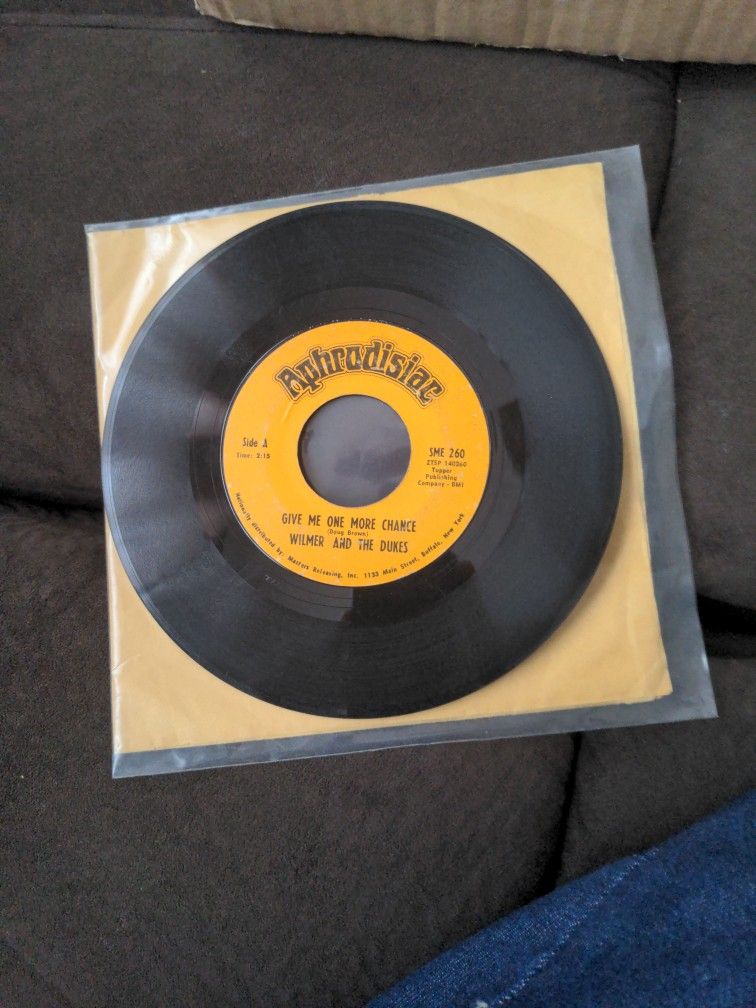 Aphrodisiac
Side A
Time: 2:15
SME 260
ZTSP 140260
Tupper
Publishing
Company - BMI
GIVE ME ONE MORE CHANCE
(Doug Brown)
WILMER AND THE DUKES
Nationally distributed by: Masters Releasing, Inc. 1133 Main Street, Buffalo, New York